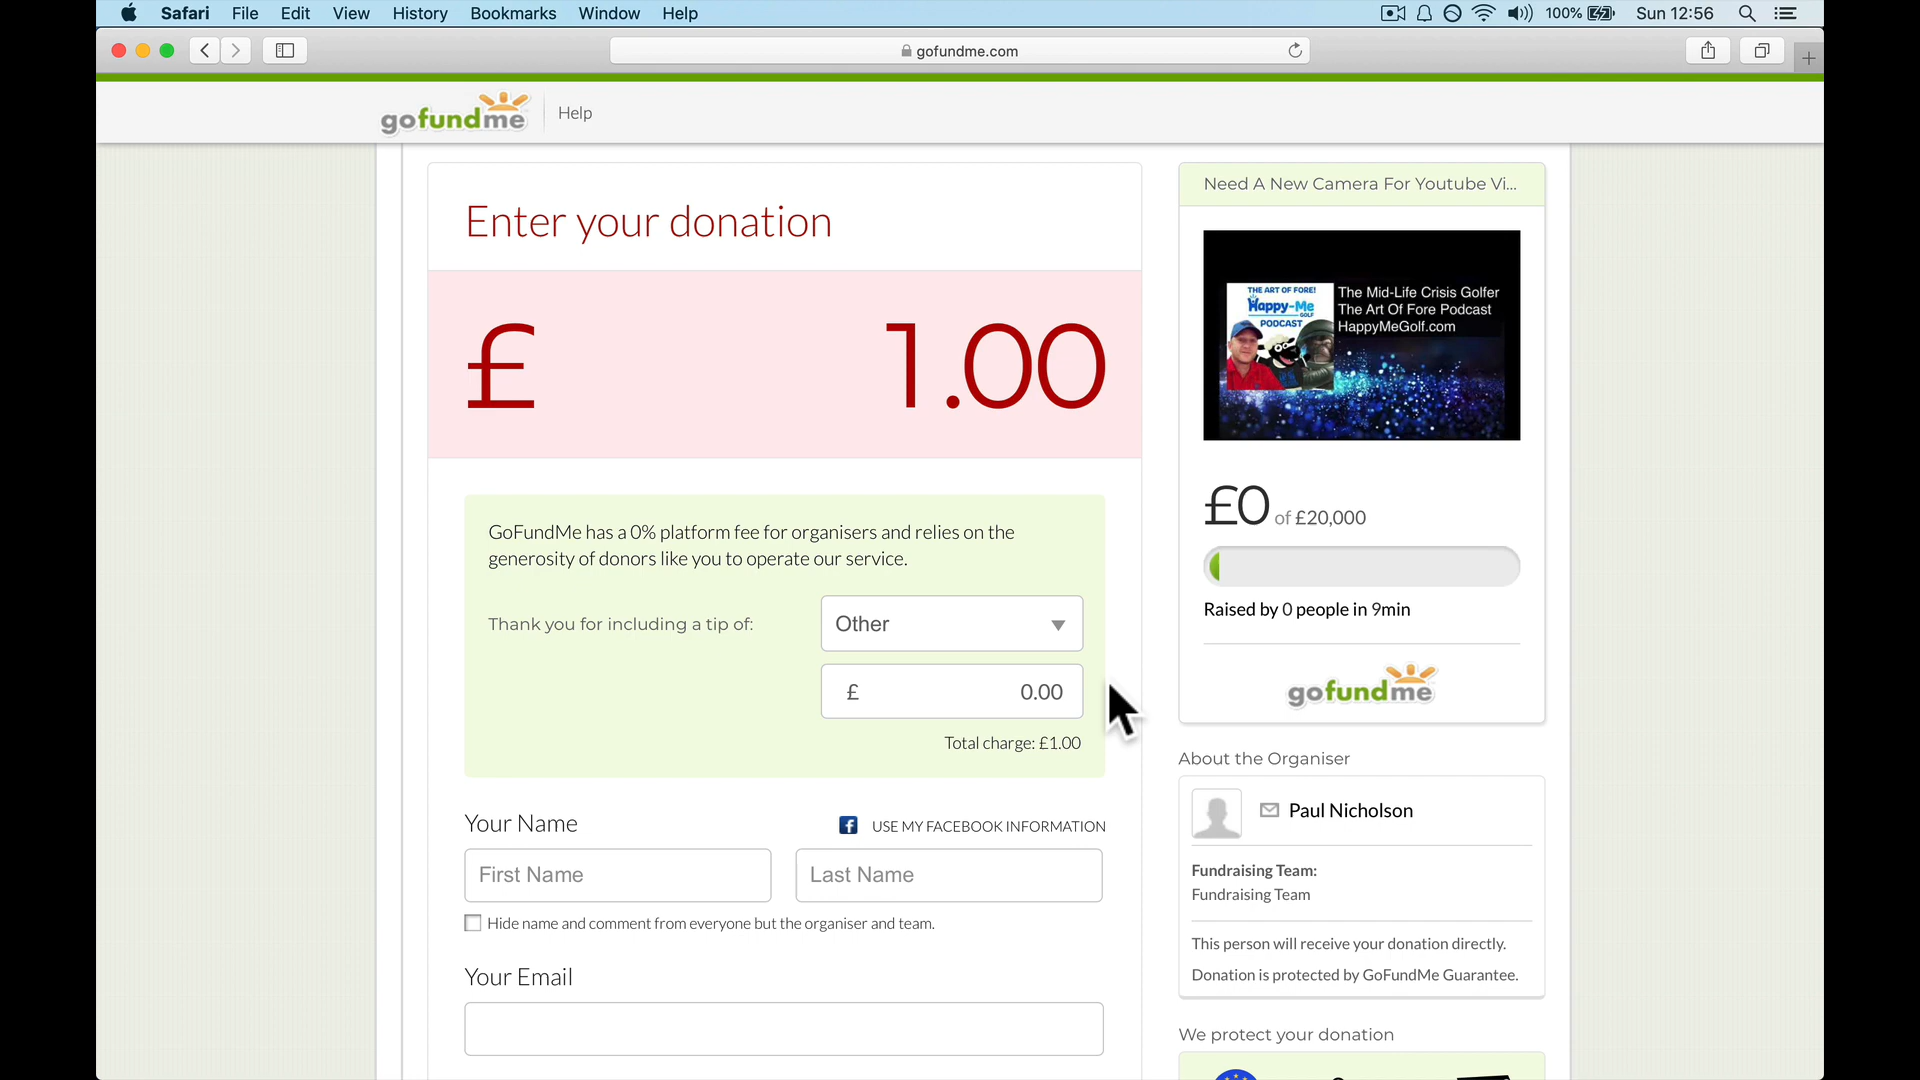 Safari File Edit View History Bookmarks Window Help 100% Sun 12:56
gofundme.com
gofundme Help
Enter your donation
£ 1.00
GoFundMe has a 0% platform fee for organisers and relies on the
generosity of donors like you to operate our service.
Thank you for including a tip of:
Other
£ 0.00
Total charge: £1.00
Your Name
USE MY FACEBOOK INFORMATION
First Name
Last Name
Hide name and comment from everyone but the organiser and team.
Your Email
Need A New Camera For Youtube Vi...
THE ART OF FORE!
Happy-Me
GOLF
PODCAST
The Mid-Life Crisis Golfer
The Art Of Fore Podcast
HappyMeGolf.com
£0 of £20,000
Raised by 0 people in 9min
gofundme
About the Organiser
Paul Nicholson
Fundraising Team:
Fundraising Team
This person will receive your donation directly.
Donation is protected by GoFundMe Guarantee.
We protect your donation